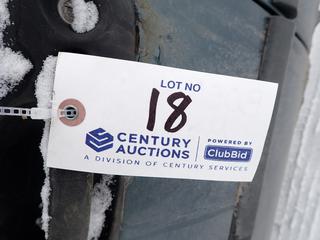 LOT NO
18
CENTURY
AUCTIONS
POWERED BY
ClubBid
A DIVISION OF CENTURY SERVICES